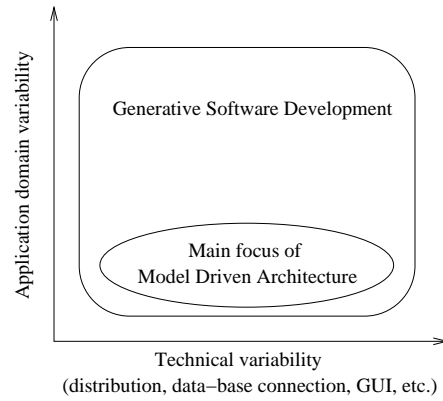 Application domain variability
Generative Software Development
Main focus of
Model Driven Architecture
Technical variability
(distribution, data−base connection, GUI, etc.)